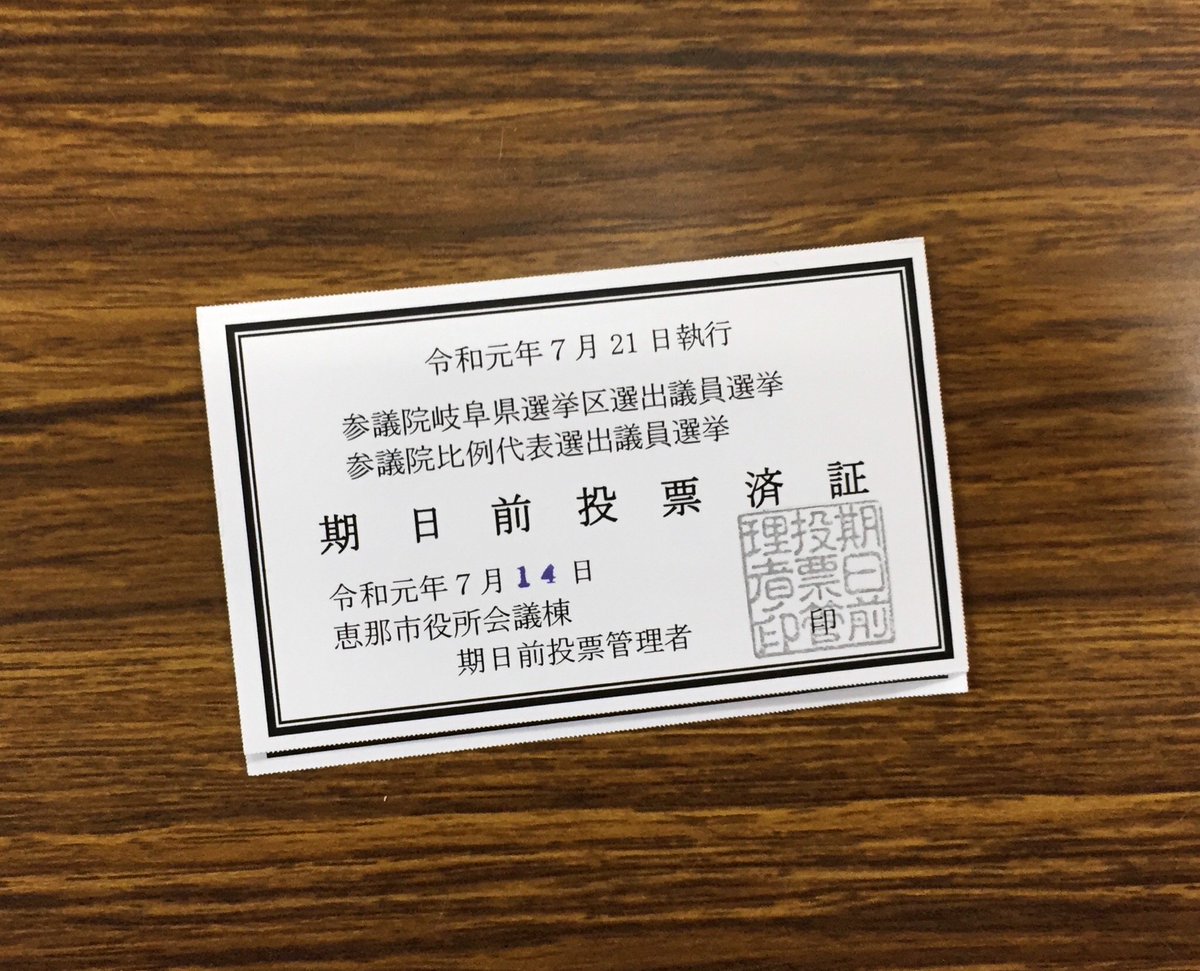 令和元年7月21日執行
参議院岐阜県選挙区選出議員選挙
参議院比例代表選出議員選挙
期日前投票済証
令和元年7月14日
恵那市役所会議棟
期日前投票管理者 印
期日前
投票管
理者印